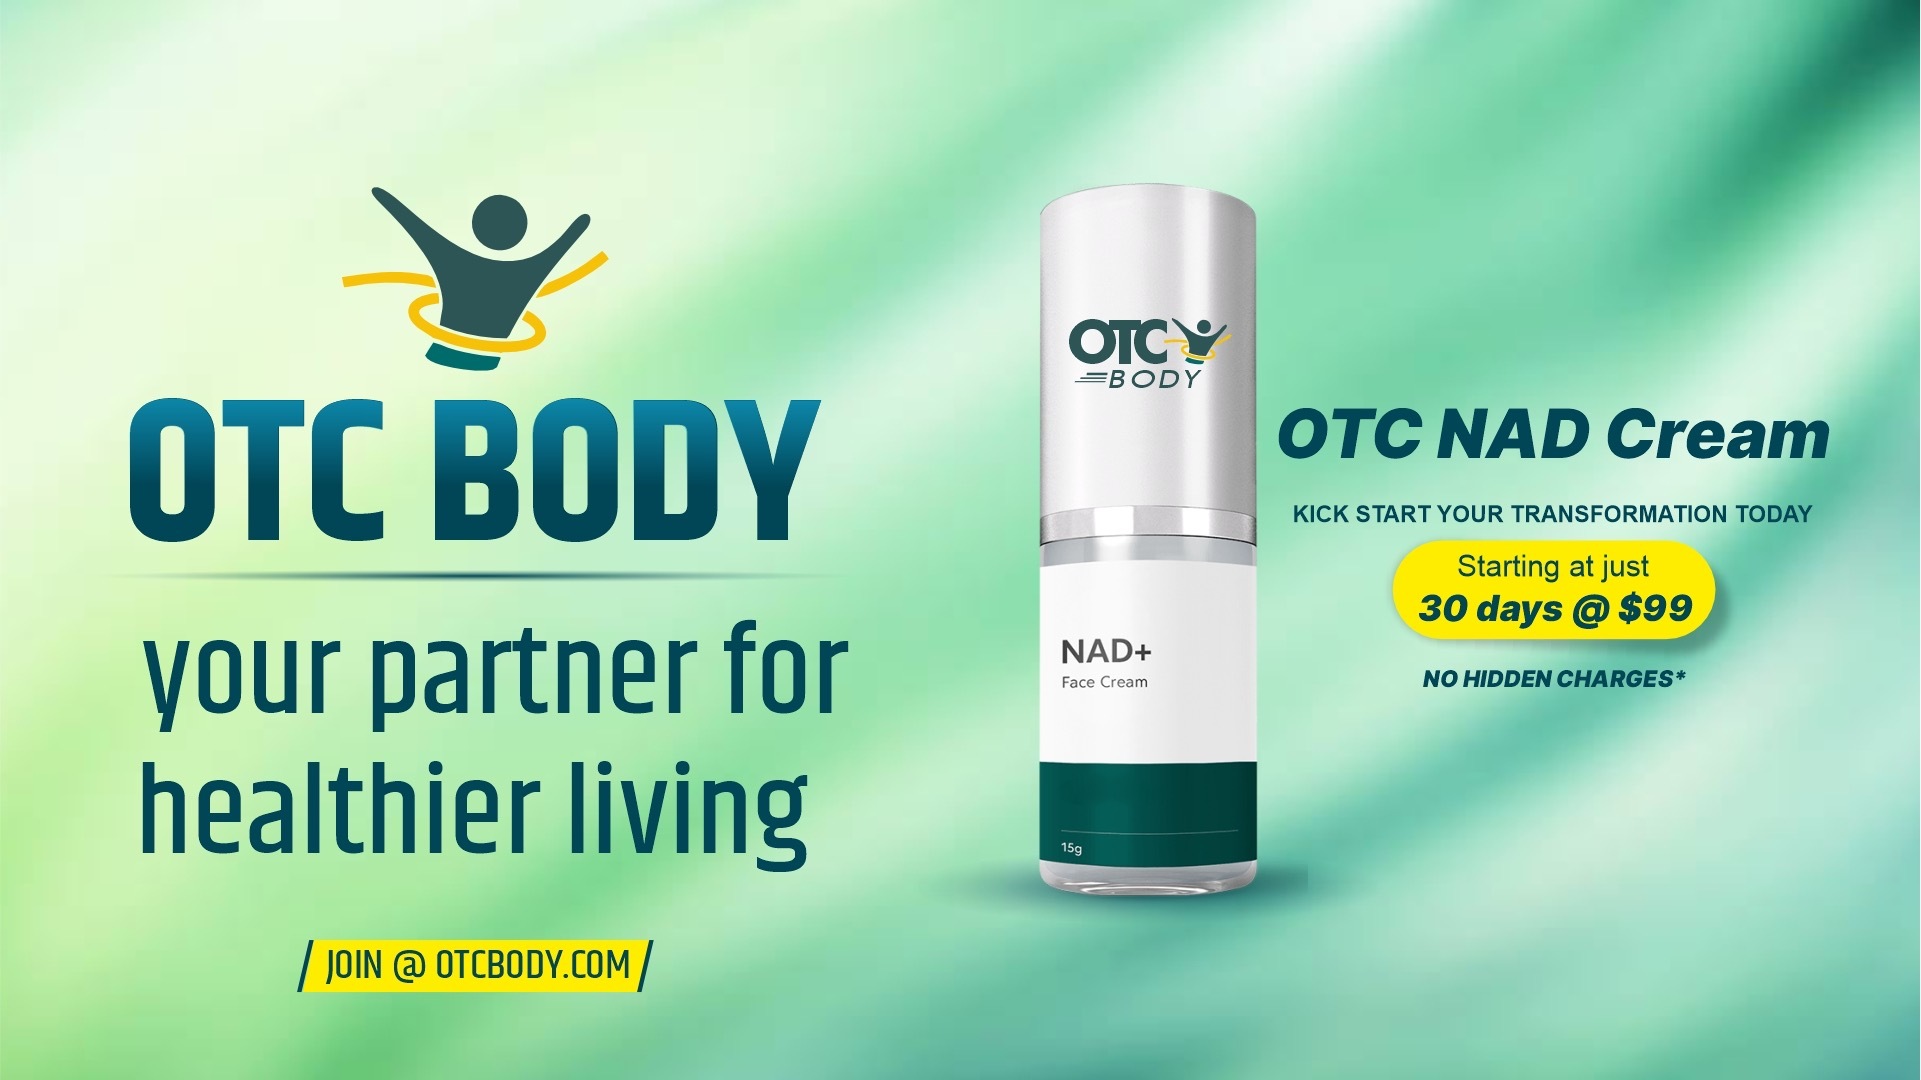 OTC BODY
your partner for
healthier living
JOIN @ OTCBODY.COM
OTC
BODY
NAD+
Face Cream
15g
OTC NAD Cream
KICK START YOUR TRANSFORMATION TODAY
Starting at just
30 days @ $99
NO HIDDEN CHARGES*